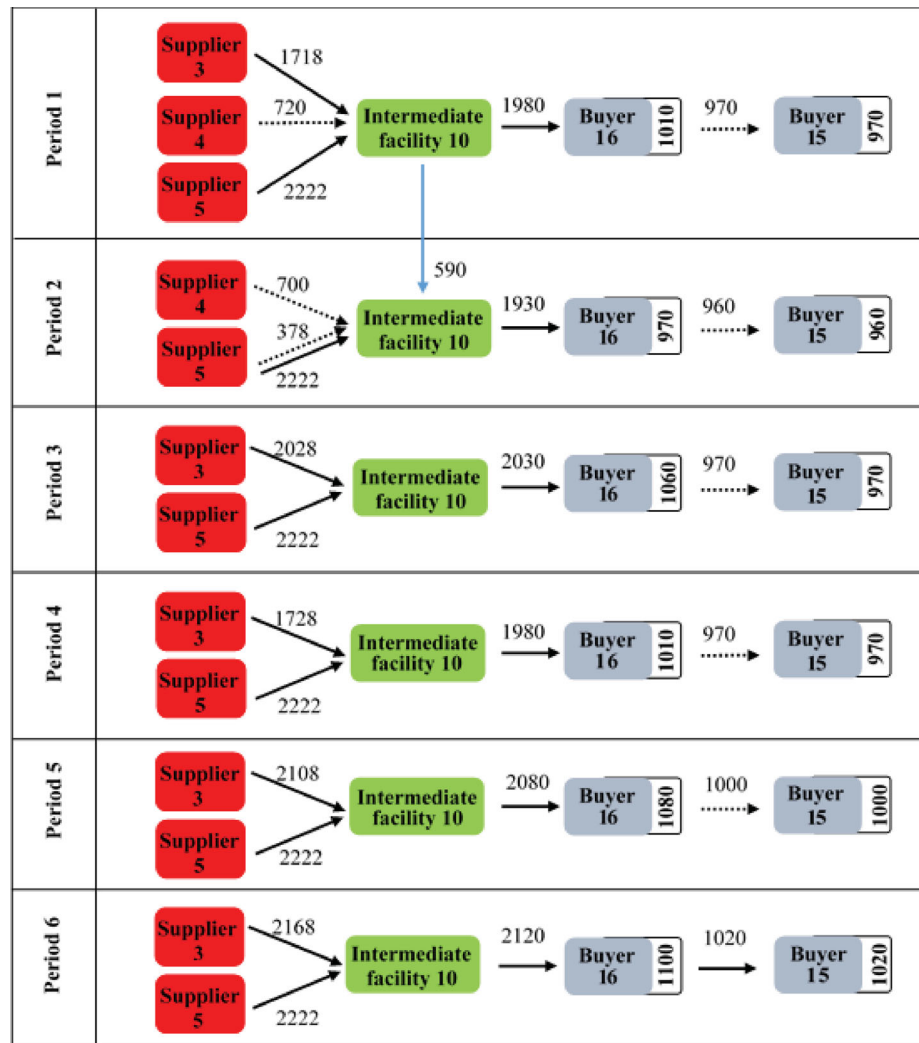 Period 1
Supplier
3
1718
Supplier
4
720
Supplier
5
2222
Intermediate
facility 10
1980
Buyer
16
1010
970
Buyer
15
970
590
Period 2
Supplier
4
700
Supplier
5
378
2222
Intermediate
facility 10
1930
Buyer
16
970
960
Buyer
15
960
Period 3
Supplier
3
2028
Supplier
5
2222
Intermediate
facility 10
2030
Buyer
16
1060
970
Buyer
15
970
Period 4
Supplier
3
1728
Supplier
5
2222
Intermediate
facility 10
1980
Buyer
16
1010
970
Buyer
15
970
Period 5
Supplier
3
2108
Supplier
5
2222
Intermediate
facility 10
2080
Buyer
16
1080
1000
Buyer
15
1000
Period 6
Supplier
3
2168
Supplier
5
2222
Intermediate
facility 10
2120
Buyer
16
1100
1020
Buyer
15
1020